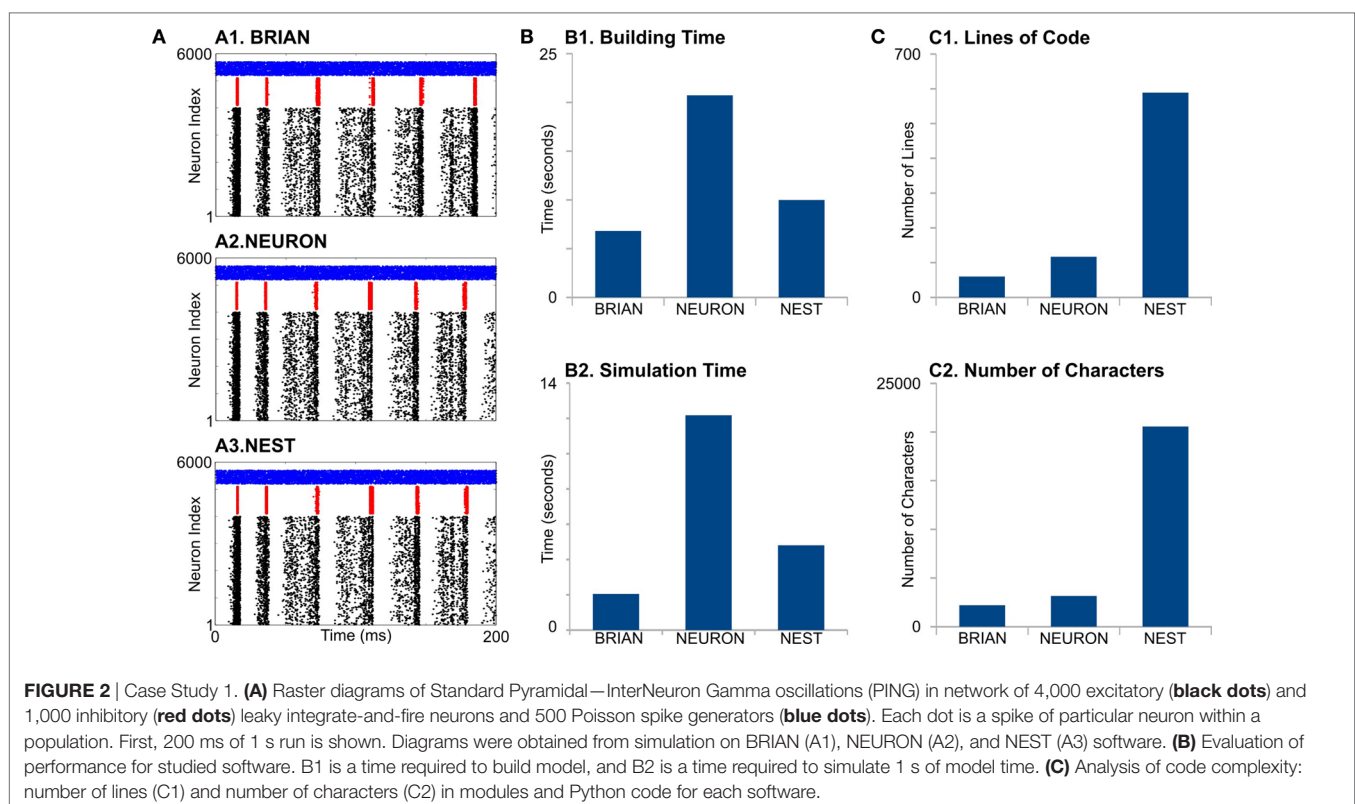 A
A1. BRIAN
6000
Neuron Index
1
A2.NEURON
6000
Neuron Index
1
A3.NEST
6000
Neuron Index
1
0
Time (ms)
200
B
B1. Building Time
25
Time (seconds)
0
BRIAN
NEURON
NEST
B2. Simulation Time
14
Time (seconds)
0
BRIAN
NEURON
NEST
C
C1. Lines of Code
700
Number of Lines
0
BRIAN
NEURON
NEST
C2. Number of Characters
25000
Number of Characters
0
BRIAN
NEURON
NEST
FIGURE 2 | Case Study 1. (A) Raster diagrams of Standard Pyramidal—InterNeuron Gamma oscillations (PING) in network of 4,000 excitatory (black dots) and
1,000 inhibitory (red dots) leaky integrate-and-fire neurons and 500 Poisson spike generators (blue dots). Each dot is a spike of particular neuron within a
population. First, 200 ms of 1 s run is shown. Diagrams were obtained from simulation on BRIAN (A1), NEURON (A2), and NEST (A3) software. (B) Evaluation of
performance for studied software. B1 is a time required to build model, and B2 is a time required to simulate 1 s of model time. (C) Analysis of code complexity:
number of lines (C1) and number of characters (C2) in modules and Python code for each software.